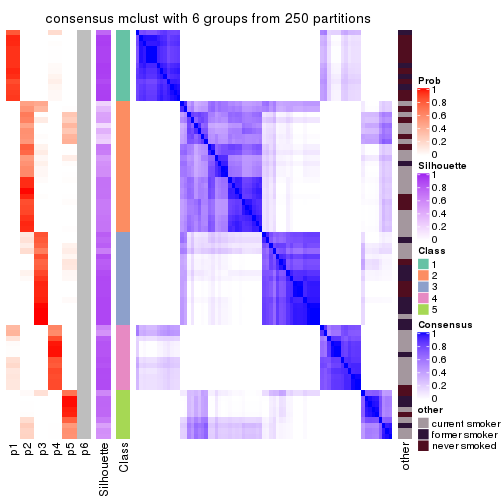 consensus mclust with 6 groups from 250 partitions
Prob
1
0.8
0.6
0.4
0.2
0
Silhouette
1
0.8
0.6
0.4
0.2
0
Class
1
2
3
4
5
Consensus
1
0.8
0.6
0.4
0.2
0
other
current smoker
former smoker
never smoked
p1
p2
p3
p4
p5
p6
Silhouette
Class
other